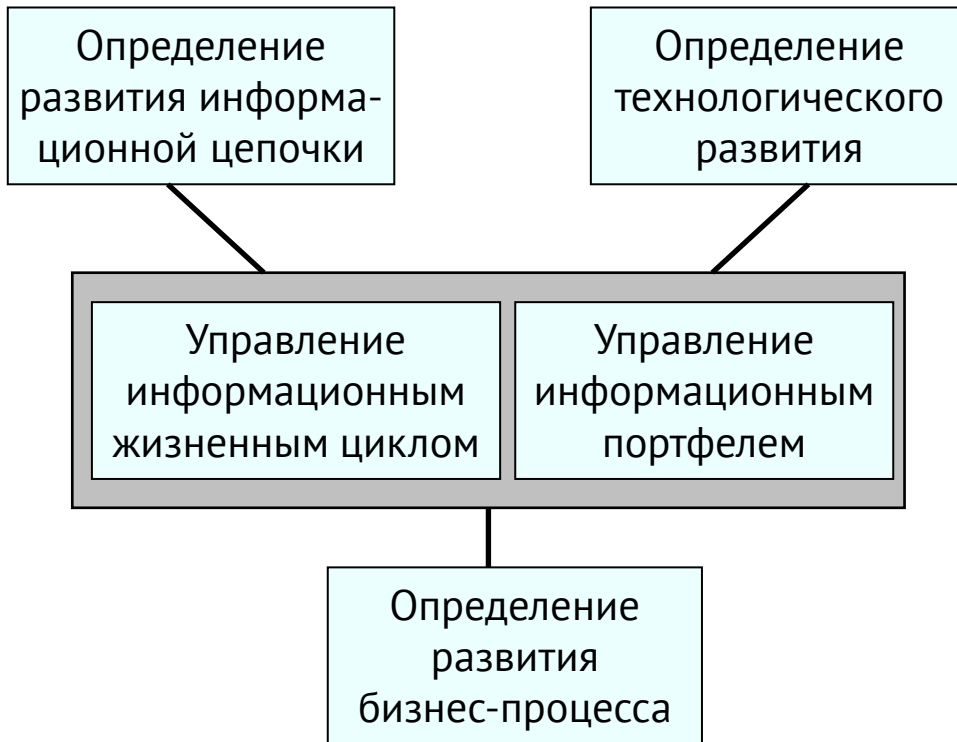 Определение
развития информа-
ционной цепочки
Определение
технологического
развития
Управление
информационным
жизненным циклом
Управление
информационным
портфелем
Определение
развития
бизнес-процесса